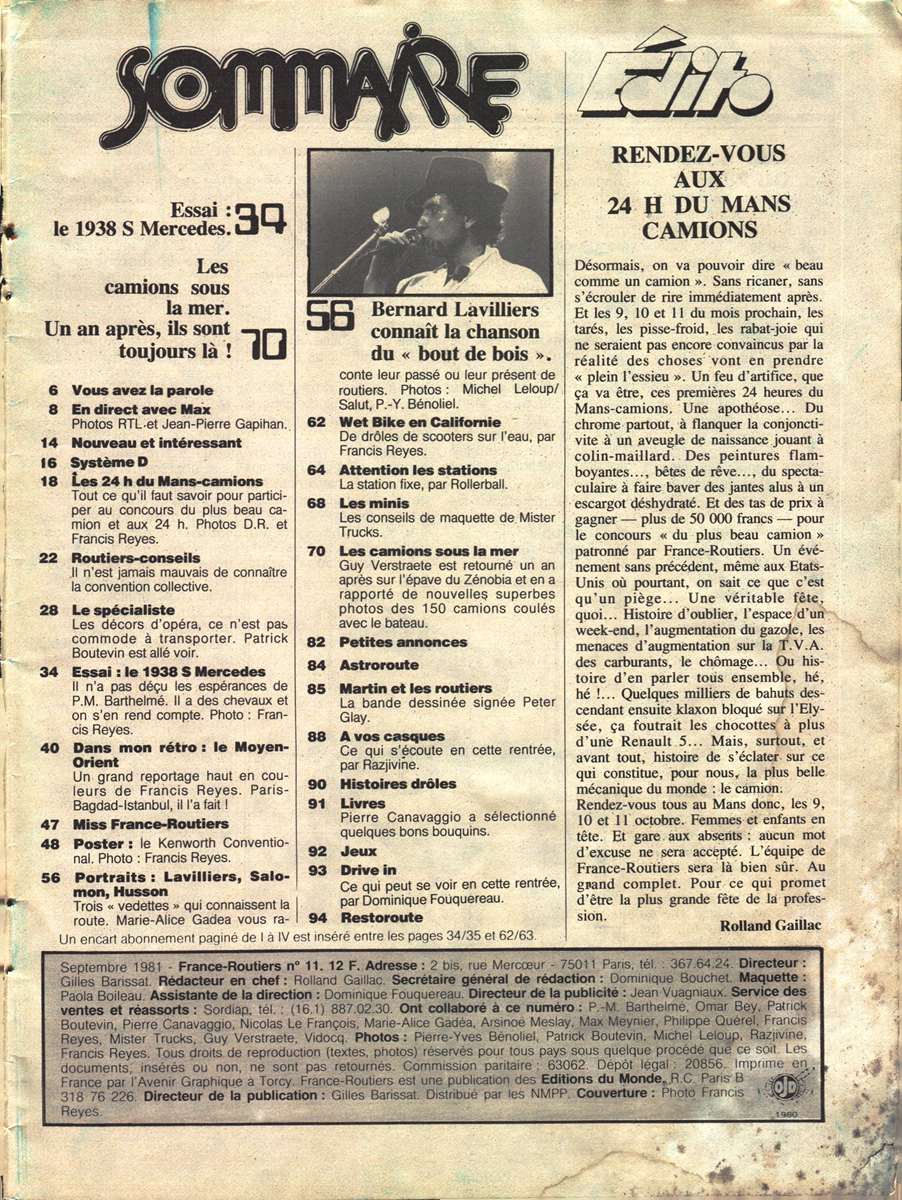 SOMMAIRE
Essai : 34
le 1938 S Mercedes.
Les
camions sous
la mer.
Un an après, ils sont
toujours là ! 70
6 Vous avez la parole
8 En direct avec Max
Photos RTL et Jean-Pierre Gapihan.
14 Nouveau et intéressant
16 Système D
18 Les 24 h du Mans-camions
Tout ce qu'il faut savoir pour partici-
per au concours du plus beau ca-
mion et aux 24 h. Photos D.R. et
Francis Reyes.
22 Routiers-conseils
Il n'est jamais mauvais de connaître
la convention collective.
28 Le spécialiste
Les décors d'opéra, ce n'est pas
commode à transporter. Patrick
Boutevin est allé voir.
34 Essai : le 1938 S Mercedes
Il n'a pas déçu les espérances de
P.M. Barthelmé. Il a des chevaux et
on s'en rend compte. Photo : Fran-
cis Reyes.
40 Dans mon rétro : le Moyen-
Orient
Un grand reportage haut en cou-
leurs de Francis Reyes. Paris-
Bagdad-Istanbul, il l'a fait !
47 Miss France-Routiers
48 Poster : le Kenworth Conventio-
nal. Photo : Francis Reyes.
56 Portraits : Lavilliers, Salo-
mon, Husson
Trois « vedettes » qui connaissent la
route. Marie-Alice Gadea vous ra-
56 Bernard Lavilliers
connaît la chanson
du « bout de bois ».
conte leur passé ou leur présent de
routiers. Photos : Michel Leloup/
Salut, P.-Y. Bénoliel.
62 Wet Bike en Californie
De drôles de scooters sur l'eau, par
Francis Reyes.
64 Attention les stations
La station fixe, par Rollerball.
68 Les minis
Les conseils de maquette de Mister
Trucks.
70 Les camions sous la mer
Guy Verstraete est retourné un an
après sur l'épave du Zénobia et en a
rapporté de nouvelles superbes
photos des 150 camions coulés
avec le bateau.
82 Petites annonces
84 Astroroute
85 Martin et les routiers
La bande dessinée signée Peter
Glay.
88 A vos casques
Ce qui s'écoute en cette rentrée,
par Razjivine.
90 Histoires drôles
91 Livres
Pierre Canavaggio a sélectionné
quelques bons bouquins.
92 Jeux
93 Drive in
Ce qui peut se voir en cette rentrée,
par Dominique Fouquereau.
94 Restoroute
Un encart abonnement paginé de I à IV est inséré entre les pages 34/35 et 62/63.
Édito
RENDEZ-VOUS
AUX
24 H DU MANS
CAMIONS
Désormais, on va pouvoir dire « beau
comme un camion ». Sans ricaner, sans
s'écrouler de rire immédiatement après.
Et les 9, 10 et 11 du mois prochain, les
tarés, les pisse-froid, les rabat-joie qui
ne seraient pas encore convaincus par la
réalité des choses vont en prendre
« plein l'essieu ». Un feu d'artifice, que
ça va être, ces premières 24 heures du
Mans-camions. Une apothéose... Du
chrome partout, à flanquer la conjoncti-
vite à un aveugle de naissance jouant à
colin-maillard. Des peintures flam-
boyantes..., bêtes de rêve..., du specta-
culaire à faire baver des jantes alus à un
escargot déshydraté. Et des tas de prix à
gagner — plus de 50 000 francs — pour
le concours « du plus beau camion »
patronné par France-Routiers. Un évé-
nement sans précédent, même aux Etats-
Unis où pourtant, on sait ce que c'est
qu'un piège... Une véritable fête,
quoi... Histoire d'oublier, l'espace d'un
week-end, l'augmentation du gazole, les
menaces d'augmentation sur la T.V.A.
des carburants, le chômage... Ou his-
toire d'en parler tous ensemble, hé,
hé !... Quelques milliers de bahuts des-
cendant ensuite klaxon bloqué sur l'Ely-
sée, ça foutrait les chocottes à plus
d'une Renault 5... Mais, surtout, et
avant tout, histoire de s'éclater sur ce
qui constitue, pour nous, la plus belle
mécanique du monde : le camion.
Rendez-vous tous au Mans donc, les 9,
10 et 11 octobre. Femmes et enfants en
tête. Et gare aux absents : aucun mot
d'excuse ne sera accepté. L'équipe de
France-Routiers sera là bien sûr. Au
grand complet. Pour ce qui promet
d'être la plus grande fête de la profes-
sion.
Rolland Gaillac
Septembre 1981 - France-Routiers n° 11. 12 F. Adresse : 2 bis, rue Mercœur - 75011 Paris, tél. : 367.64.24. Directeur :
Gilles Barissat. Rédacteur en chef : Rolland Gaillac. Secrétaire général de rédaction : Dominique Bouchet. Maquette :
Paola Boileau. Assistante de la direction : Dominique Fouquereau. Directeur de la publicité : Jean Vuagniaux. Service des
ventes et réassorts : Sordiap, tél. : (16.1) 887.02.30. Ont collaboré à ce numéro : P.-M. Barthelme, Omar Bey, Patrick
Boutevin, Pierre Canavaggio, Nicolas Le François, Marie-Alice Gadéa, Arsinoé Meslay, Max Meynier, Philippe Quérel, Francis
Reyes, Mister Trucks, Guy Verstraete, Vidocq. Photos : Pierre-Yves Bénoliel, Patrick Boutevin, Michel Leloup, Razjivine,
Francis Reyes. Tous droits de reproduction (textes, photos) réservés pour tous pays sous quelque procédé que ce soit. Les
documents, insérés ou non, ne sont pas retournés. Commission paritaire : 63062. Dépôt légal : 20856. Imprimé en
France par l'Avenir Graphique à Torcy. France-Routiers est une publication des Editions du Monde, R.C. Paris B
318 76 226. Directeur de la publication : Gilles Barissat. Distribué par les NMPP. Couverture : Photo Francis
Reyes.
1980